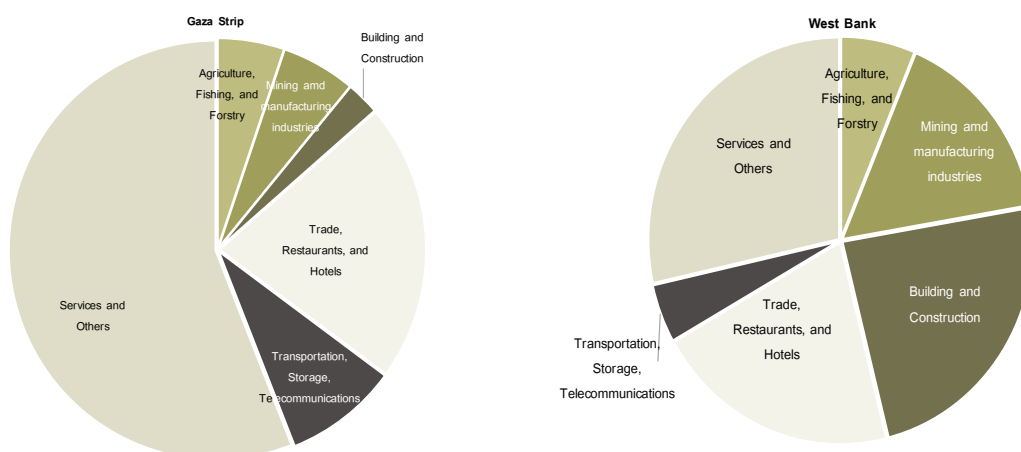 Gaza Strip
Building and
Construction
Agriculture,
Fishing, and
Forstry
Mining amd
manufacturing
industries
Trade,
Restaurants, and
Hotels
Services and
Others
Transportation,
Storage,
Telecommunications
West Bank
Agriculture,
Fishing, and
Forstry
Mining amd
manufacturing
industries
Services and
Others
Building and
Construction
Trade,
Restaurants, and
Hotels
Transportation,
Storage,
Telecommunications